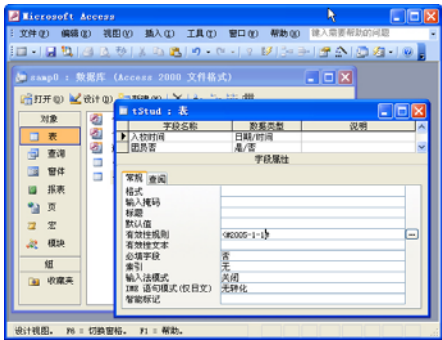 Microsoft Access
文件(F) 编辑(E) 视图(V) 插入(I) 工具(T) 窗口(W) 帮助(H) 键入需要帮助的问题
samp0 : 数据库 (Access 2000 文件格式)
打开(O) 设计(D)
tStud : 表
对象
表
查询
窗体
报表
页
宏
模块
组
收藏夹
字段名称 数据类型 说明
入校时间 日期/时间
团员否 是/否
字段属性
常规 查阅
格式
输入掩码
标题
默认值
有效性规则 <#2005-1-1#
有效性文本
必填字段 否
索引 无
输入法模式 关闭
IME 语句模式(仅日文) 无转化
智能标记
设计视图。 F6 = 切换窗格。 F1 = 帮助。